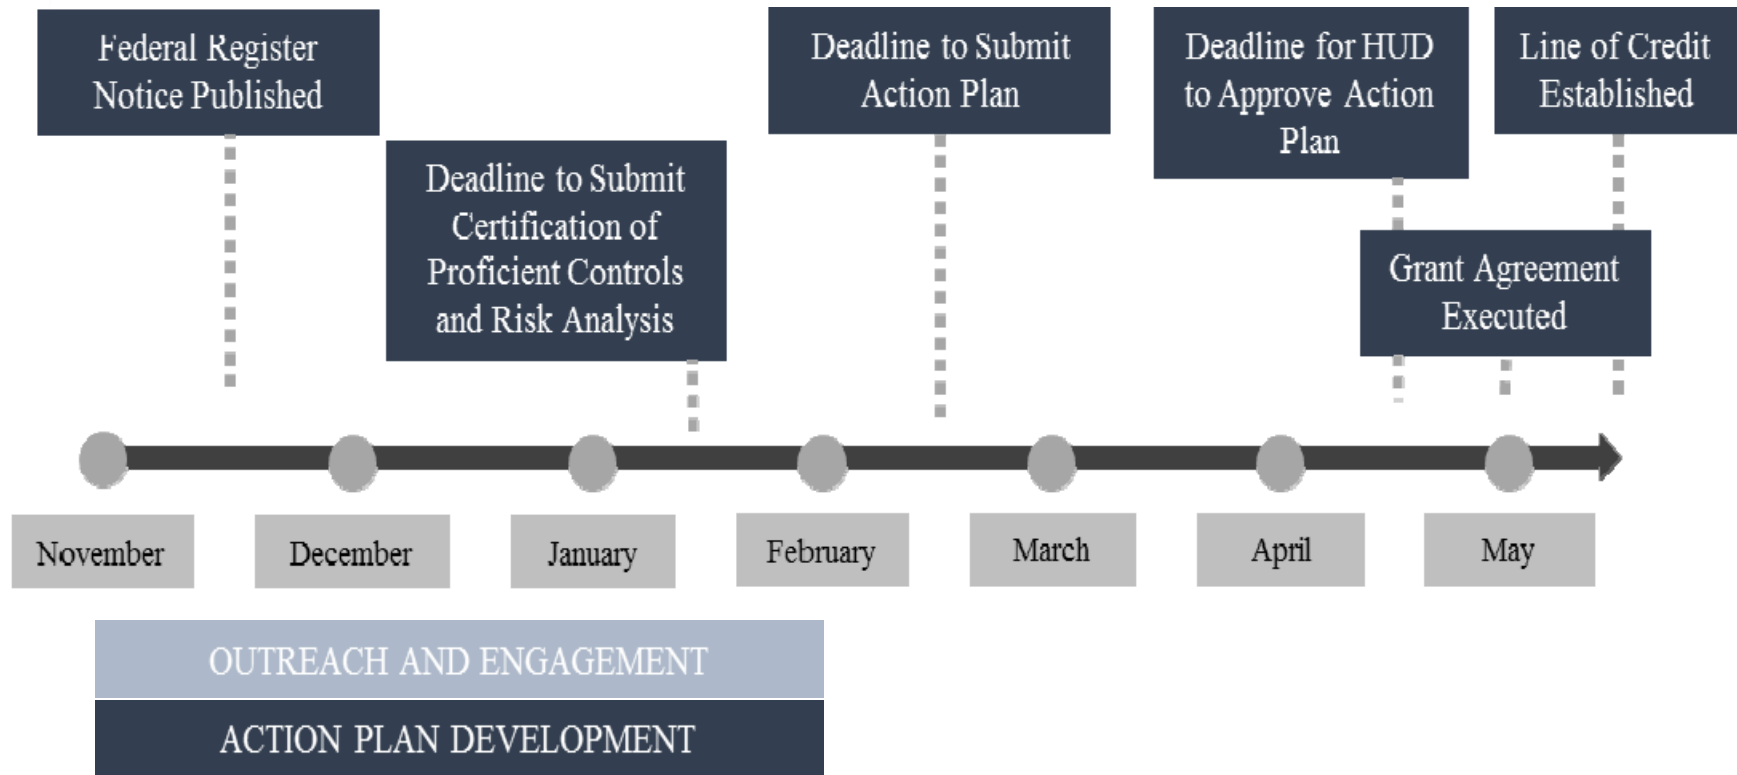 Federal Register
Notice Published
Deadline to Submit
Certification of
Proficient Controls
and Risk Analysis
Deadline to Submit
Action Plan
Deadline for HUD
to Approve Action
Plan
Grant Agreement
Executed
Line of Credit
Established
November
December
January
February
March
April
May
OUTREACH AND ENGAGEMENT
ACTION PLAN DEVELOPMENT